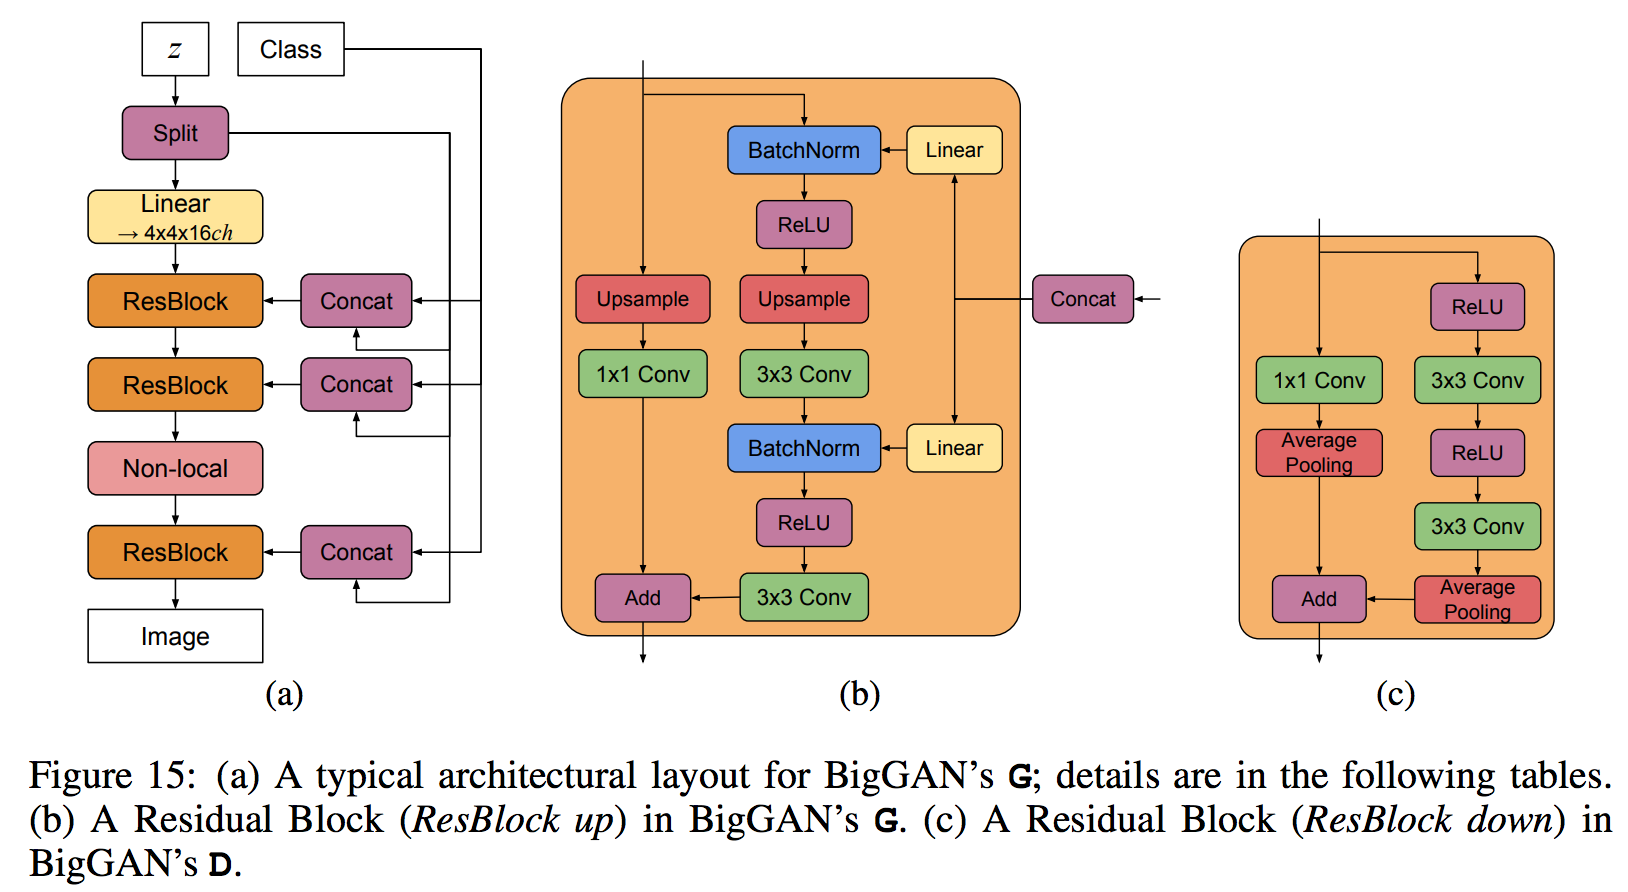 z
Class
Split
Linear
→ 4x4x16ch
ResBlock
Concat
ResBlock
Concat
Non-local
ResBlock
Concat
Image
(a)
BatchNorm
Linear
ReLU
Upsample
Upsample
Concat
1x1 Conv
3x3 Conv
BatchNorm
Linear
ReLU
Add
3x3 Conv
(b)
ReLU
1x1 Conv
3x3 Conv
Average
Pooling
ReLU
3x3 Conv
Add
Average
Pooling
(c)
Figure 15: (a) A typical architectural layout for BigGAN's G; details are in the following tables.
(b) A Residual Block (ResBlock up) in BigGAN's G. (c) A Residual Block (ResBlock down) in
BigGAN's D.